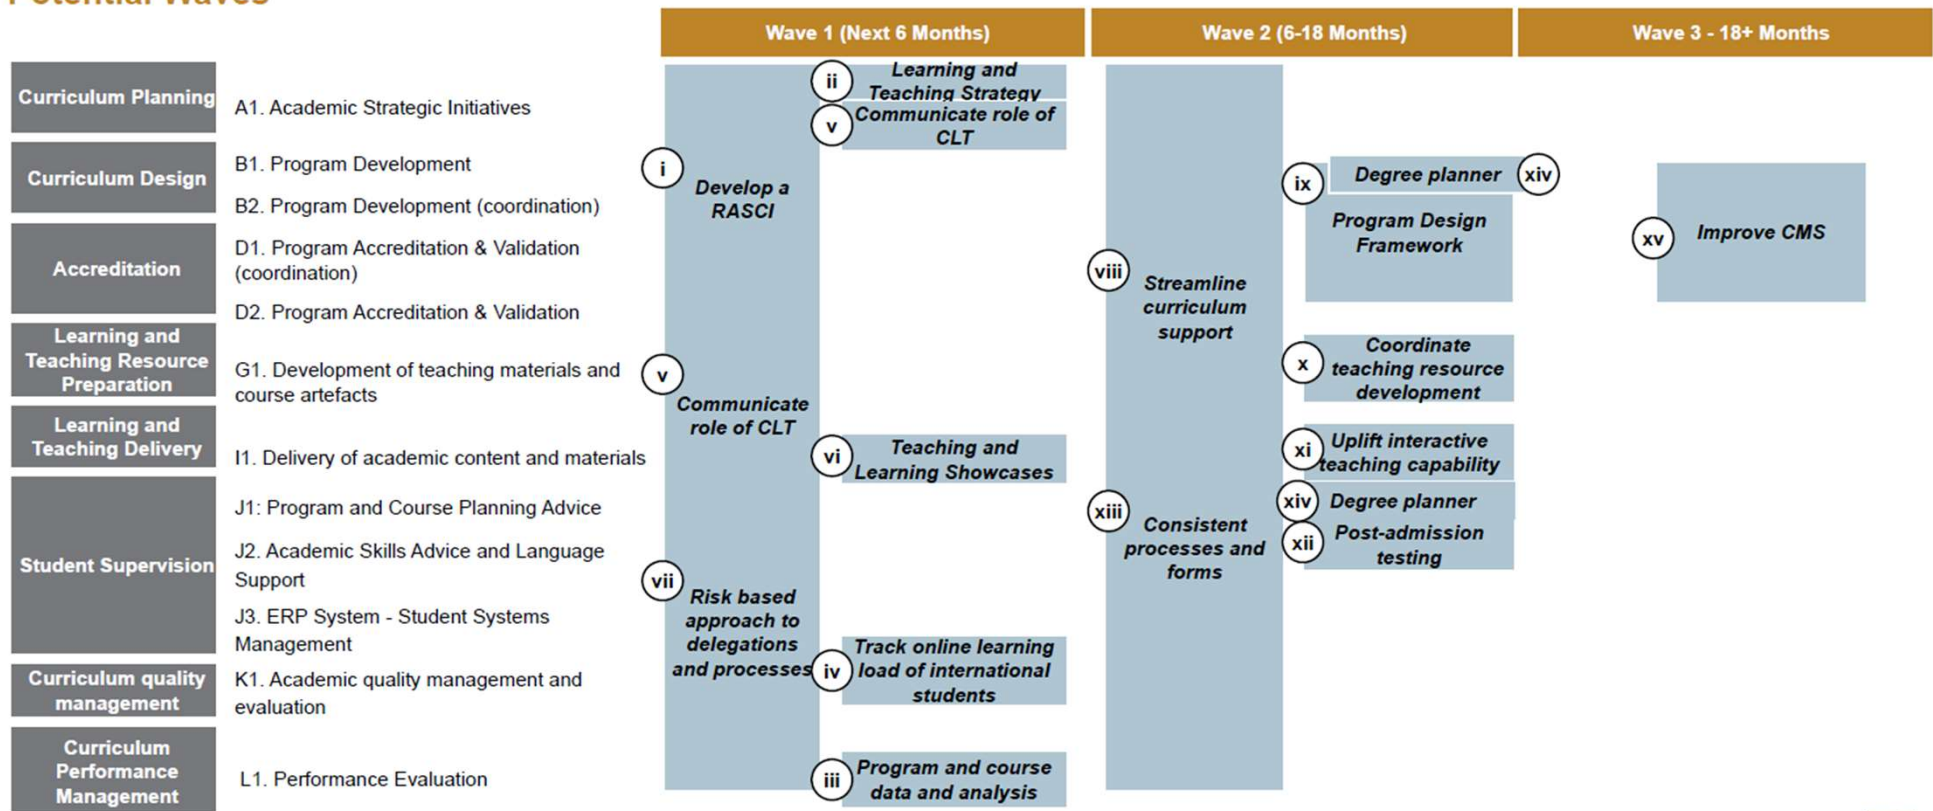 Potential Waves
Wave 1 (Next 6 Months)
Wave 2 (6-18 Months)
Wave 3 - 18+ Months
Curriculum Planning
A1. Academic Strategic Initiatives
Curriculum Design
B1. Program Development
B2. Program Development (coordination)
Accreditation
D1. Program Accreditation & Validation
(coordination)
D2. Program Accreditation & Validation
Learning and
Teaching Resource
Preparation
G1. Development of teaching materials and
course artefacts
Learning and
Teaching Delivery
I1. Delivery of academic content and materials
Student Supervision
J1: Program and Course Planning Advice
J2. Academic Skills Advice and Language
Support
J3. ERP System - Student Systems
Management
Curriculum quality
management
K1. Academic quality management and
evaluation
Curriculum
Performance
Management
L1. Performance Evaluation
i
Develop a
RASCI
v
Communicate
role of CLT
vii
Risk based
approach to
delegations
and processes
ii
Learning and
Teaching Strategy
v
Communicate role of
CLT
vi
Teaching and
Learning Showcases
iv
Track online learning
load of international
students
iii
Program and course
data and analysis
viii
Streamline
curriculum
support
xiii
Consistent
processes and
forms
ix
Degree planner
xiv
Program Design
Framework
x
Coordinate
teaching resource
development
xi
Uplift interactive
teaching capability
xiv
Degree planner
xii
Post-admission
testing
xv
Improve CMS